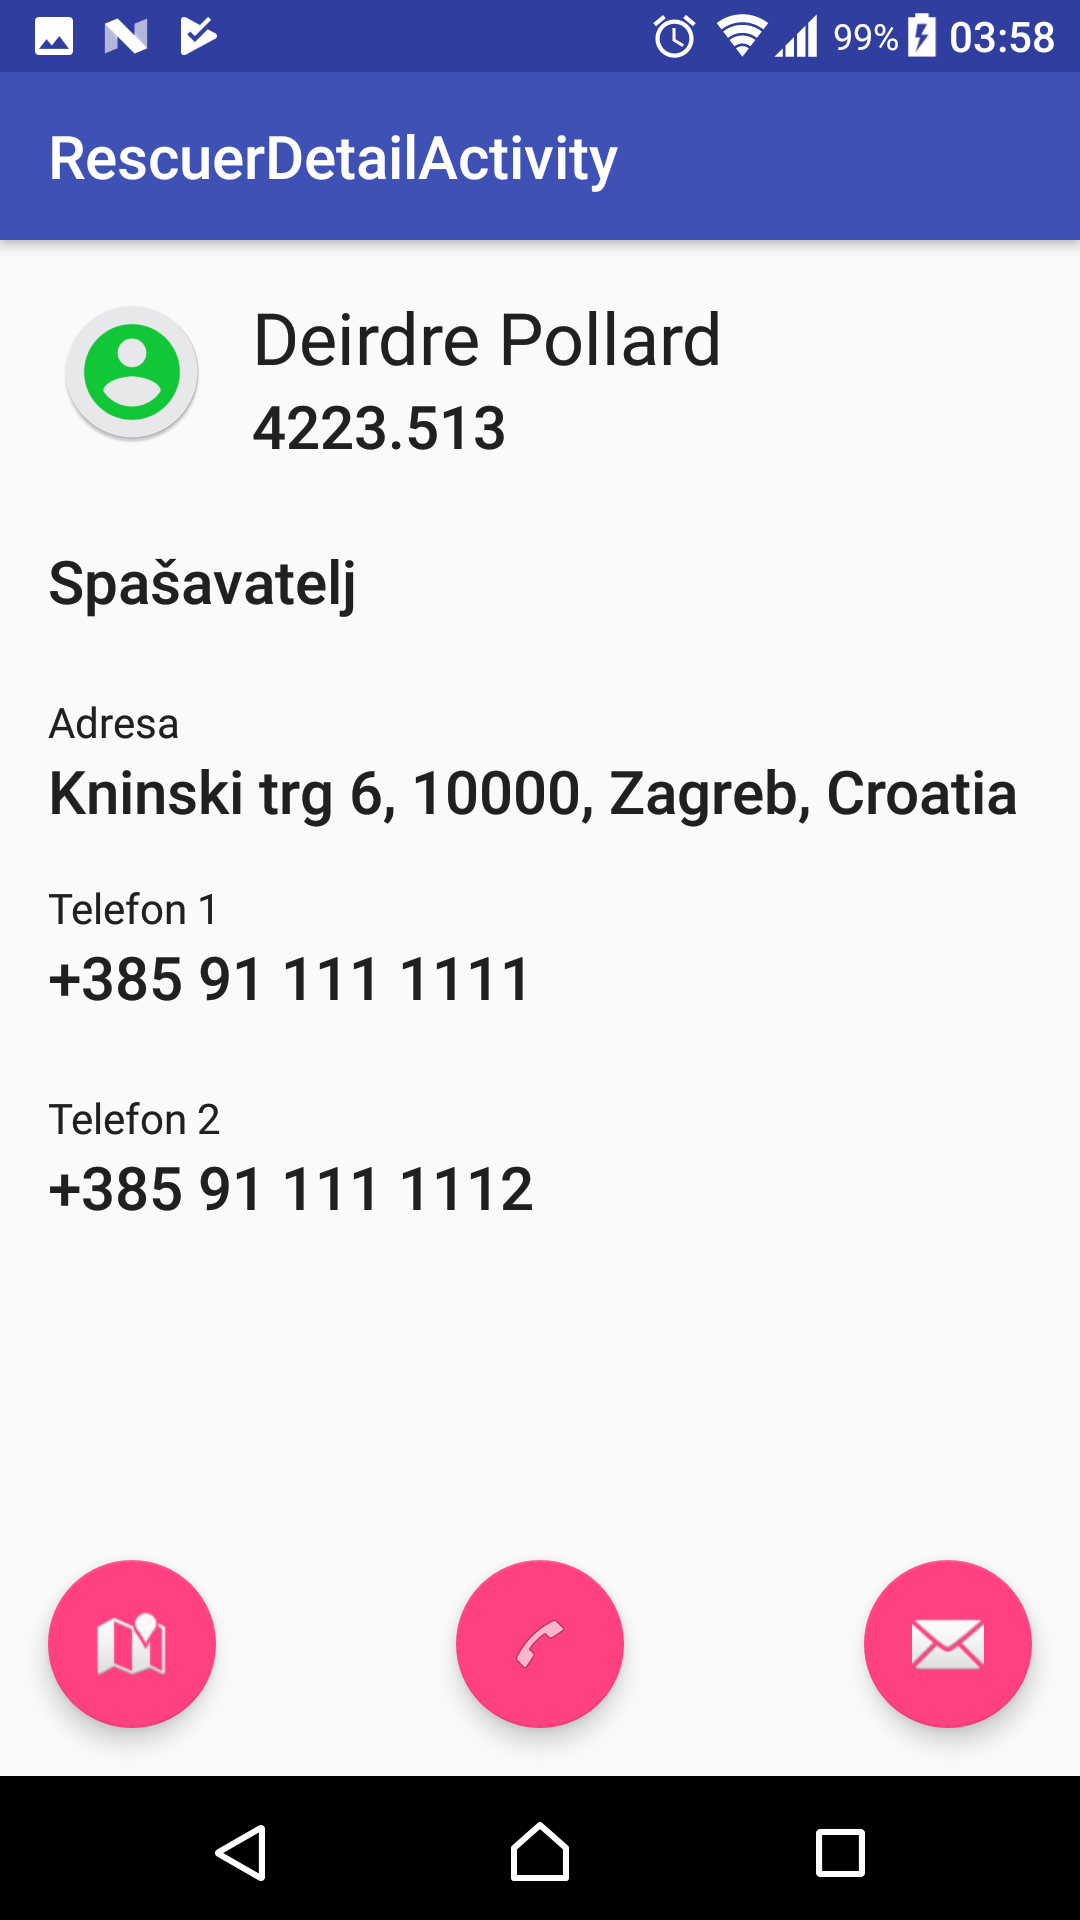 99% 03:58
RescuerDetailActivity
Deirdre Pollard
4223.513
Spašavatelj
Adresa
Kninski trg 6, 10000, Zagreb, Croatia
Telefon 1
+385 91 111 1111
Telefon 2
+385 91 111 1112